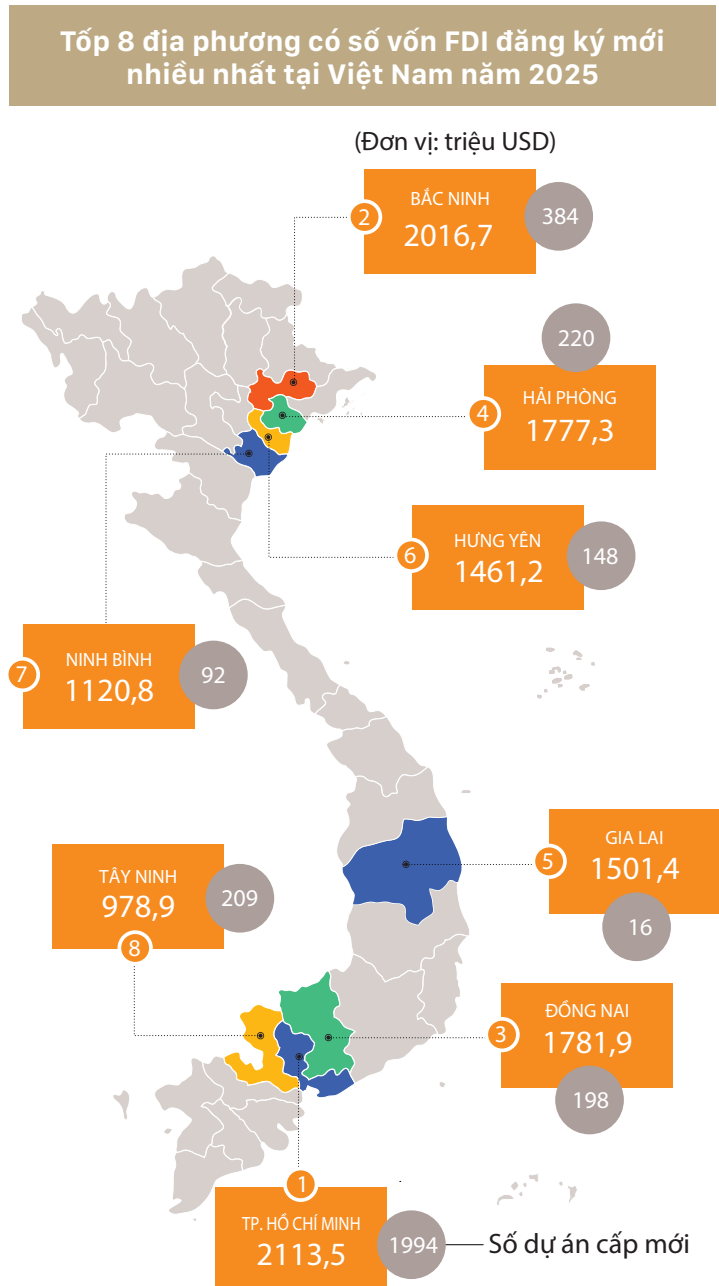 Tốp 8 địa phương có số vốn FDI đăng ký mới
nhiều nhất tại Việt Nam năm 2025
(Đơn vị: triệu USD)
BẮC NINH
2
2016,7
384
220
HẢI PHÒNG
4
1777,3
HƯNG YÊN
6
1461,2
148
NINH BÌNH
7
1120,8
92
GIA LAI
5
1501,4
16
TÂY NINH
978,9
209
8
ĐỒNG NAI
3
1781,9
198
1
TP. HỒ CHÍ MINH
2113,5
1994
Số dự án cấp mới